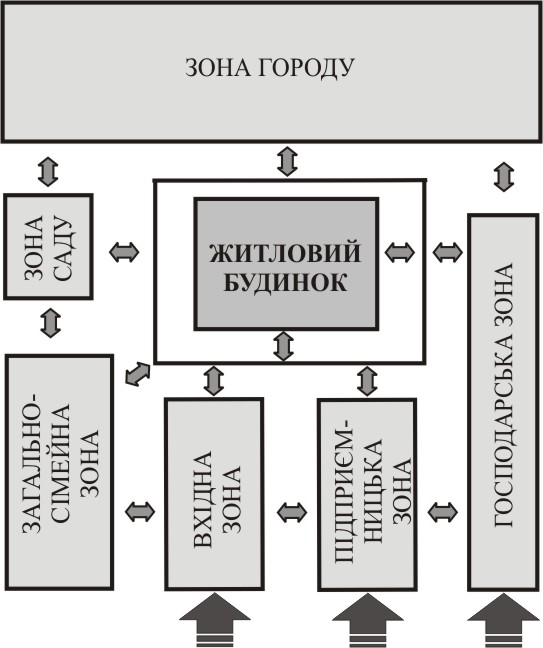 ЗОНА ГОРОДУ
ЗОНА
САДУ
ЖИТЛОВИЙ
БУДИНОК
ГОСПОДАРСЬКА ЗОНА
ЗАГАЛЬНО-
СІМЕЙНА
ЗОНА
ВХІДНА
ЗОНА
ПІДПРИЄМ-
НИЦЬКА
ЗОНА